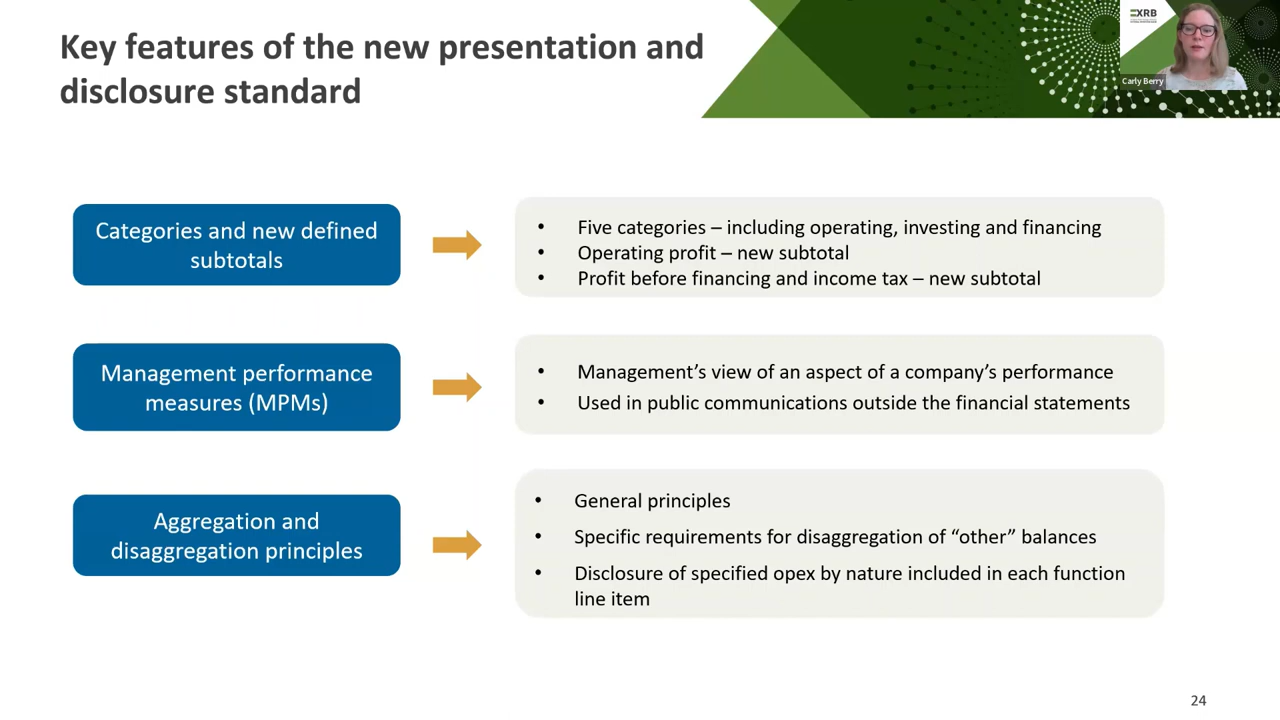 Key features of the new presentation and
disclosure standard
XRB
Carly Berry
Categories and new defined
subtotals
• Five categories – including operating, investing and financing
• Operating profit – new subtotal
• Profit before financing and income tax – new subtotal
Management performance
measures (MPMs)
• Management’s view of an aspect of a company’s performance
• Used in public communications outside the financial statements
Aggregation and
disaggregation principles
• General principles
• Specific requirements for disaggregation of “other” balances
• Disclosure of specified opex by nature included in each function
line item
24